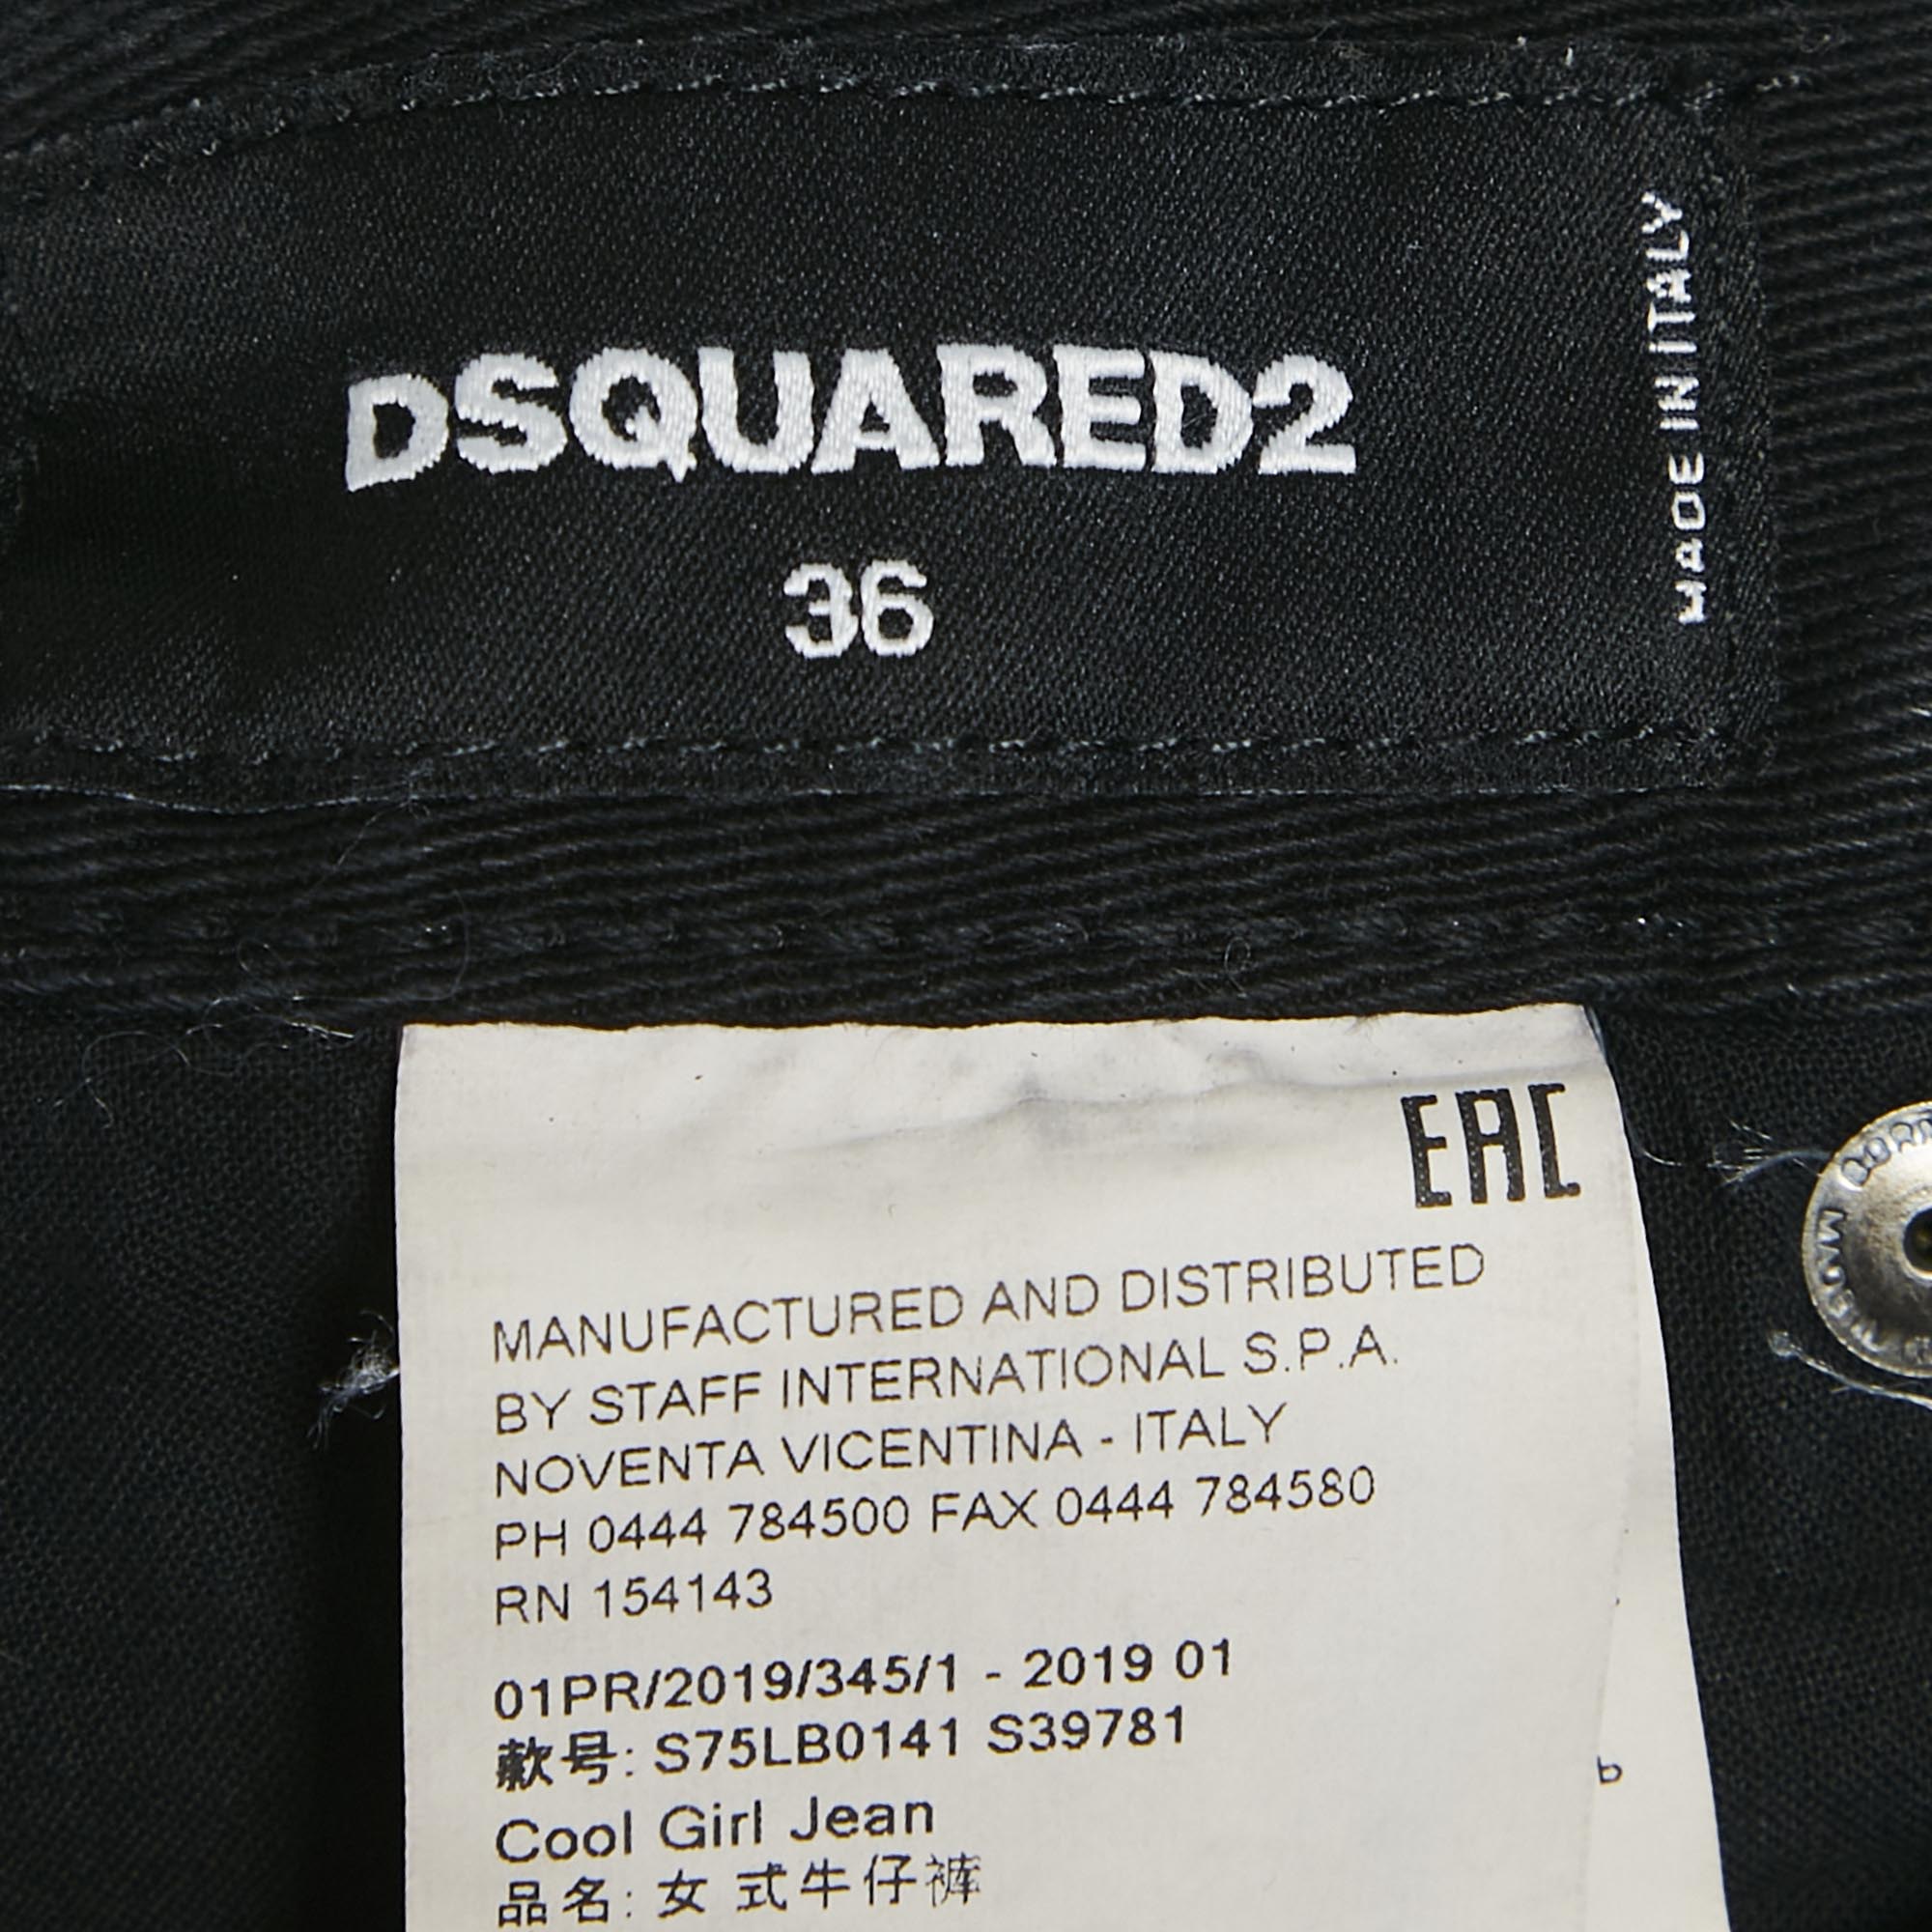 DSQUARED2
36
MADE IN ITALY
EAC
MANUFACTURED AND DISTRIBUTED
BY STAFF INTERNATIONAL S.P.A.
NOVENTA VICENTINA - ITALY
PH 0444 784500 FAX 0444 784580
RN 154143
01PR/2019/345/1 - 2019 01
款号: S75LB0141 S39781
Cool Girl Jean
品名: 女 式牛仔裤